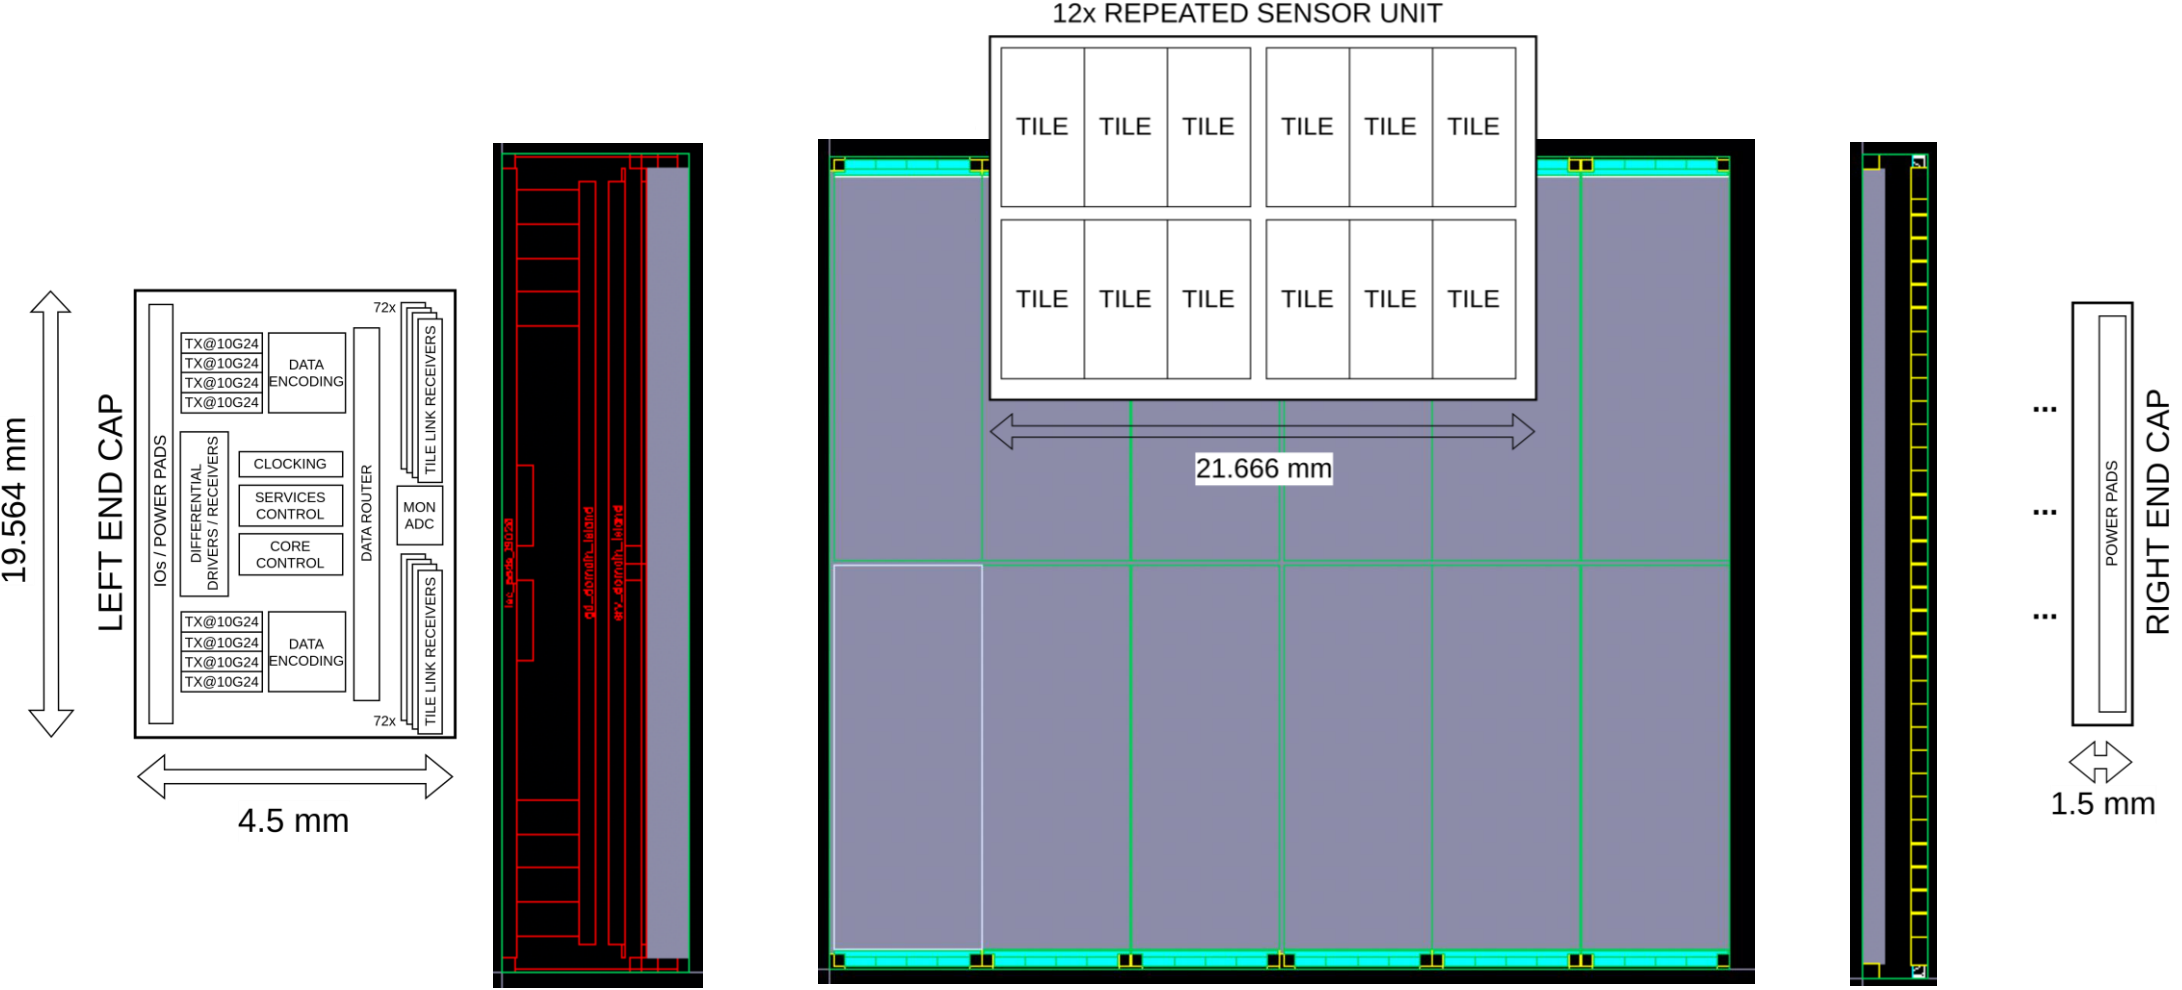 12x REPEATED SENSOR UNIT
TILE TILE TILE TILE TILE TILE
TILE TILE TILE TILE TILE TILE
21.666 mm
19.564 mm
LEFT END CAP
4.5 mm
IOs / POWER PADS
TX@10G24
TX@10G24
TX@10G24
TX@10G24
DATA
ENCODING
72x
TILE LINK RECEIVERS
DIFFERENTIAL
DRIVERS / RECEIVERS
CLOCKING
SERVICES
CONTROL
CORE
CONTROL
DATA ROUTER
MON
ADC
TX@10G24
TX@10G24
TX@10G24
TX@10G24
DATA
ENCODING
72x
TILE LINK RECEIVERS
gd_domain_island
srv_domain_island
...
...
...
POWER PADS
RIGHT END CAP
1.5 mm